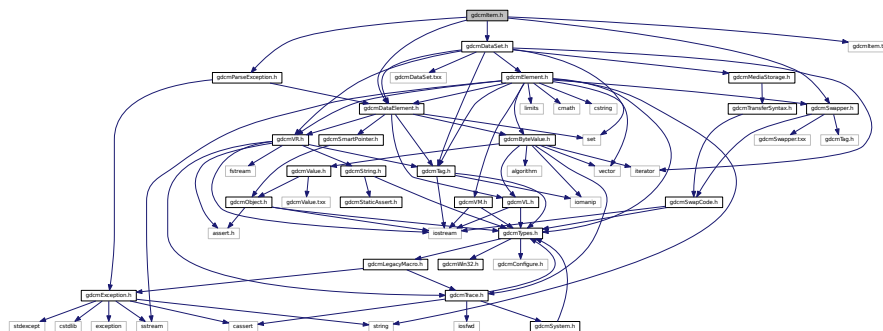 gdcmItem.h
gdcmDataSet.h
gdcmItem.t
gdcmParseException.h
gdcmDataSet.txx
gdcmElement.h
gdcmMediaStorage.h
gdcmDataElement.h
limits
cmath
cstring
gdcmTransferSyntax.h
gdcmSwapper.h
gdcmVR.h
gdcmSmartPointer.h
gdcmByteValue.h
set
gdcmSwapper.txx
gdcmTag.h
fstream
gdcmValue.h
gdcmString.h
gdcmTag.h
algorithm
vector
iterator
gdcmObject.h
gdcmValue.txx
gdcmStaticAssert.h
gdcmVM.h
gdcmVL.h
iomanip
gdcmSwapCode.h
assert.h
iostream
gdcmTypes.h
gdcmLegacyMacro.h
gdcmWin32.h
gdcmConfigure.h
gdcmException.h
gdcmTrace.h
stdexcept
cstdlib
exception
sstream
cassert
string
iosfwd
gdcmSystem.h